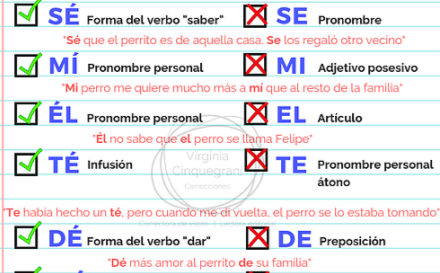 SÉ Forma del verbo "saber" SE Pronombre
"Sé que el perrito es de aquella casa. Se los regaló otro vecino"
MÍ Pronombre personal MI Adjetivo posesivo
"Mi perro me quiere mucho más a mí que al resto de la familia"
ÉL Pronombre personal EL Artículo
"Él no sabe que el perro se llama Felipe"
TÉ Infusión TE Pronombre personal
átono
Virginia
Cinquegrani
Correcciones
"Te había hecho un té, pero cuando me di vuelta, el perro se lo estaba tomando"
DÉ Forma del verbo "dar" DE Preposición
"Dé más amor al perrito de su familia"